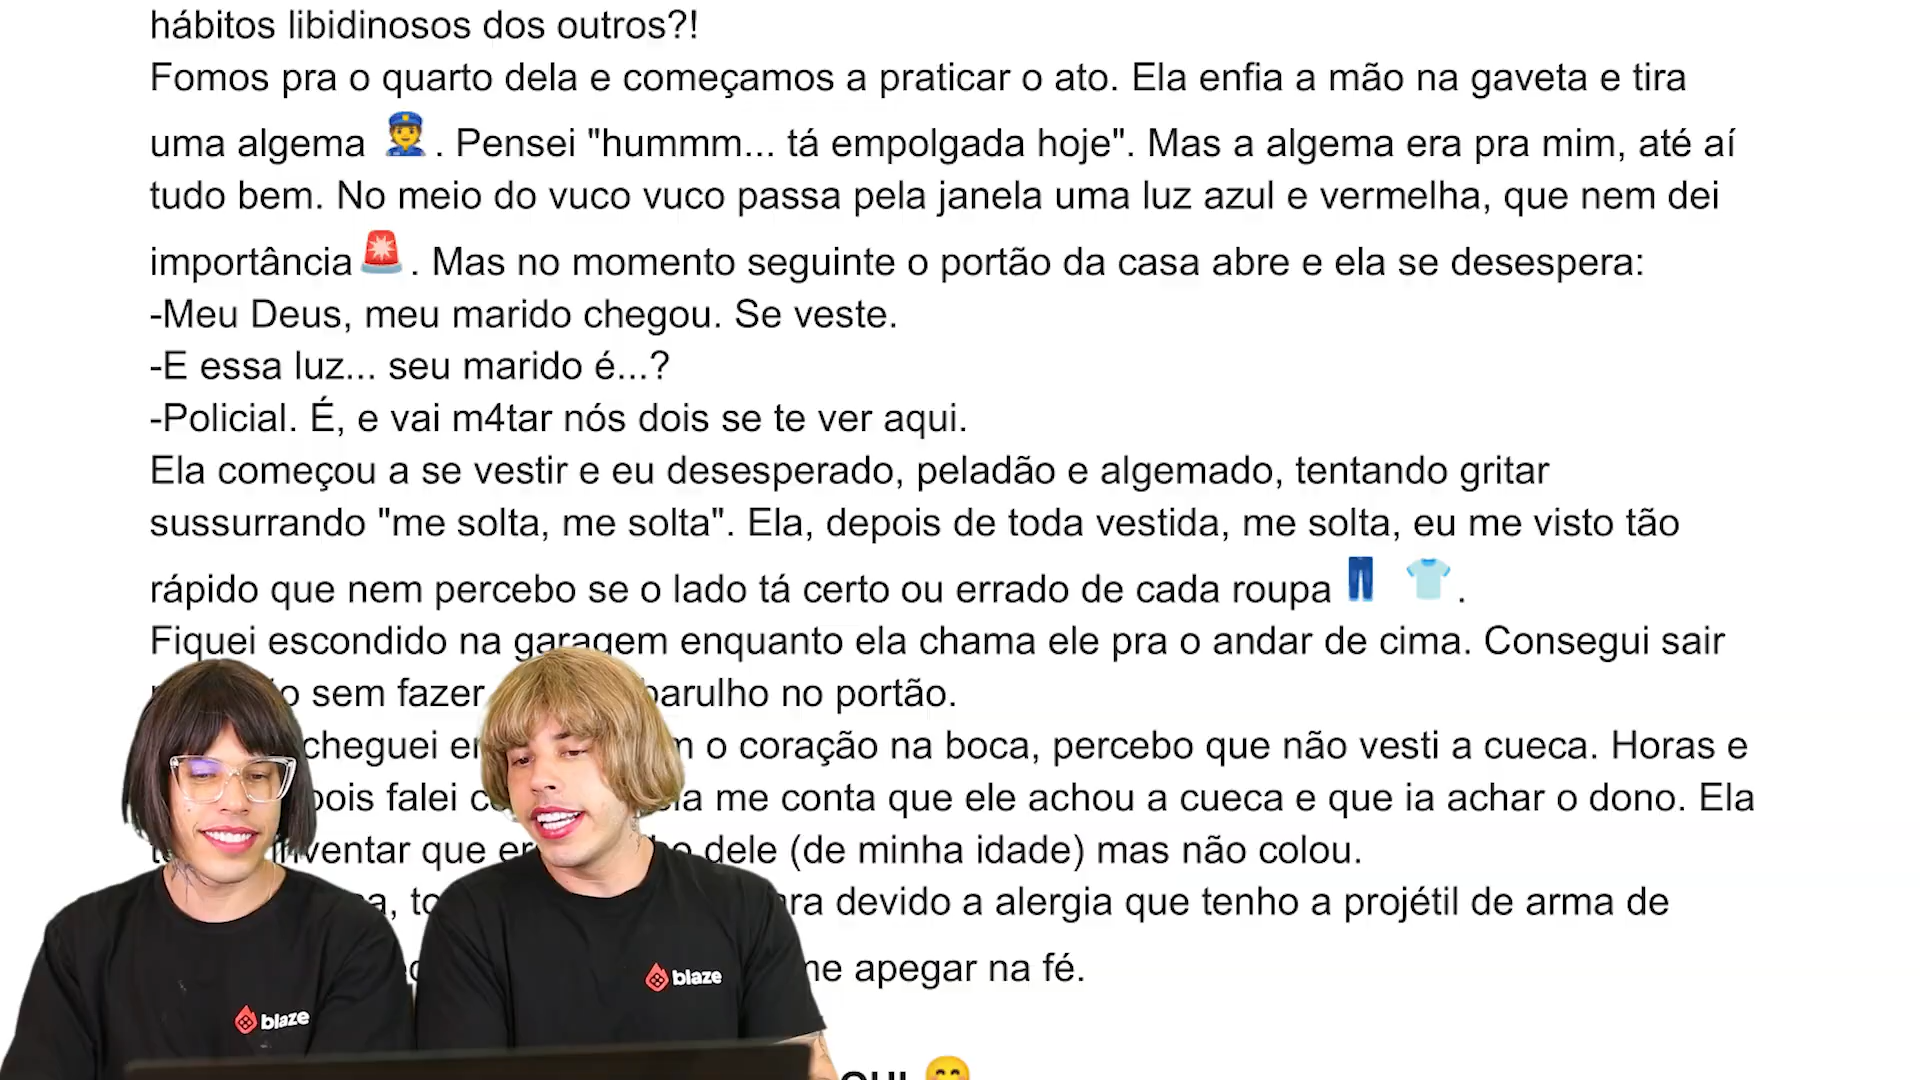 hábitos libidinosos dos outros?!
Fomos pra o quarto dela e começamos a praticar o ato. Ela enfia a mão na gaveta e tira
uma algema 👮. Pensei "hummm... tá empolgada hoje". Mas a algema era pra mim, até aí
tudo bem. No meio do vuco vuco passa pela janela uma luz azul e vermelha, que nem dei
importância🚨. Mas no momento seguinte o portão da casa abre e ela se desespera:
-Meu Deus, meu marido chegou. Se veste.
-E essa luz... seu marido é...?
-Policial. É, e vai m4tar nós dois se te ver aqui.
Ela começou a se vestir e eu desesperado, peladão e algemado, tentando gritar
sussurrando "me solta, me solta". Ela, depois de toda vestida, me solta, eu me visto tão
rápido que nem percebo se o lado tá certo ou errado de cada roupa👖 👕.
Fiquei escondido na garagem enquanto ela chama ele pra o andar de cima. Consegui sair
sem fazer barulho no portão.
cheguei o coração na boca, percebo que não vesti a cueca. Horas e
falei me conta que ele achou a cueca e que ia achar o dono. Ela
inventar que dele (de minha idade) mas não colou.
devido a alergia que tenho a projétil de arma de
me apegar na fé.
blaze
blaze